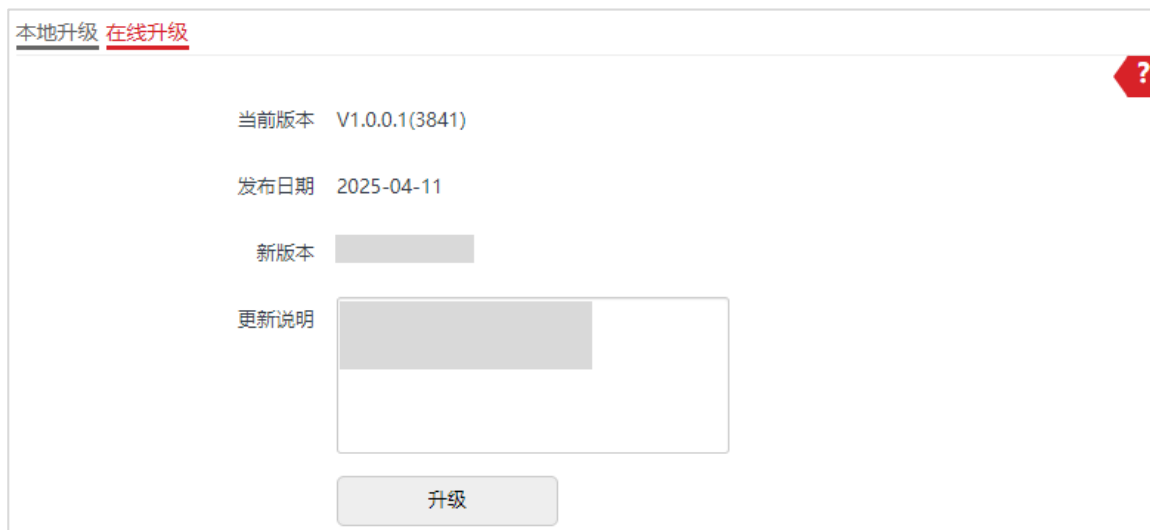 本地升级 在线升级
?
当前版本 V1.0.0.1(3841)
发布日期 2025-04-11
新版本
更新说明
升级